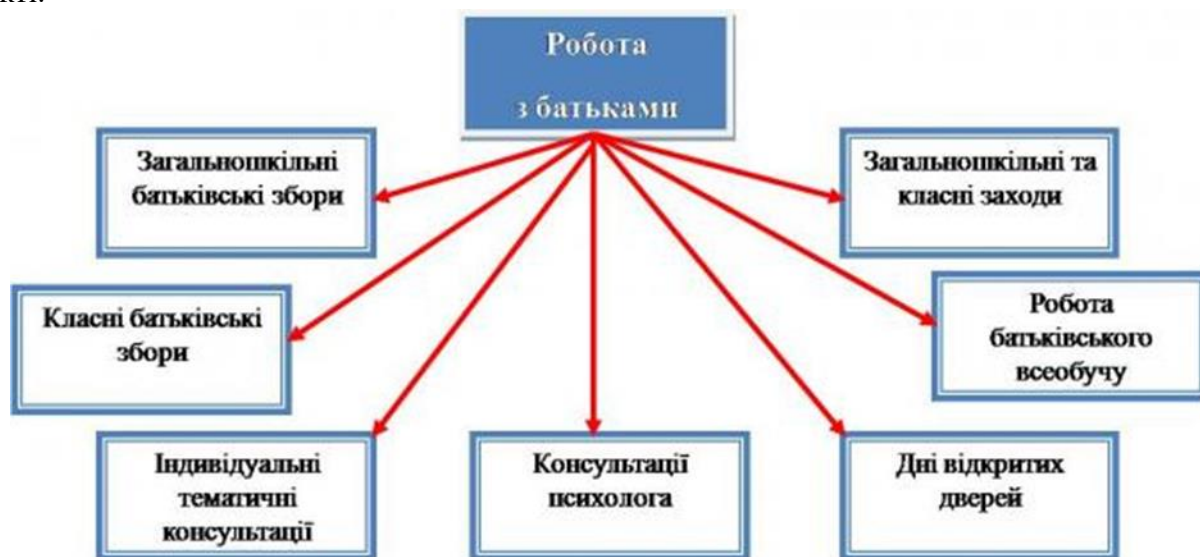 Робота
з батьками
Загальношкільні
батьківські збори
Загальношкільні та
класні заходи
Класні батьківські
збори
Робота
батьківського
всеобучу
Індивідуальні
тематичні
консультації
Консультації
психолога
Дні відкритих
дверей